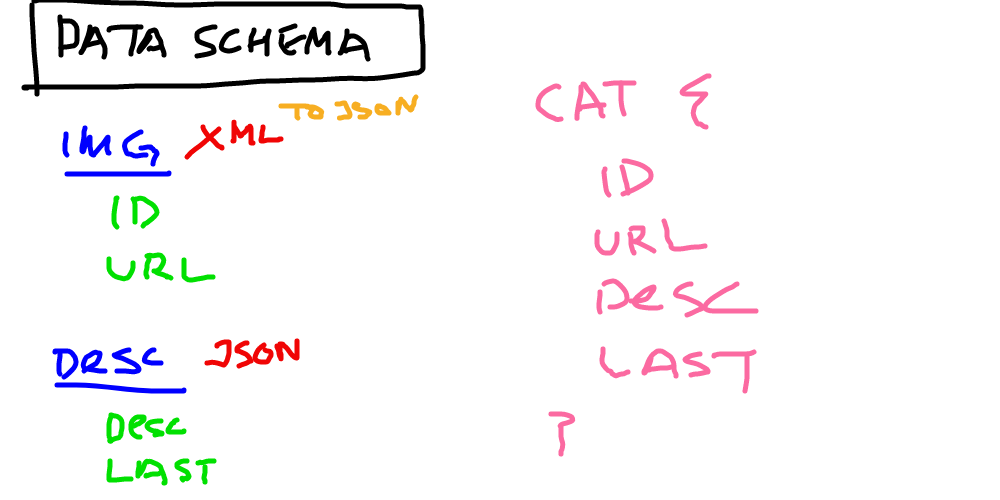 DATA SCHEMA
IMG XML TO JSON
ID
URL
DESC JSON
DESC
LAST
CAT {
ID
URL
DESC
LAST
}